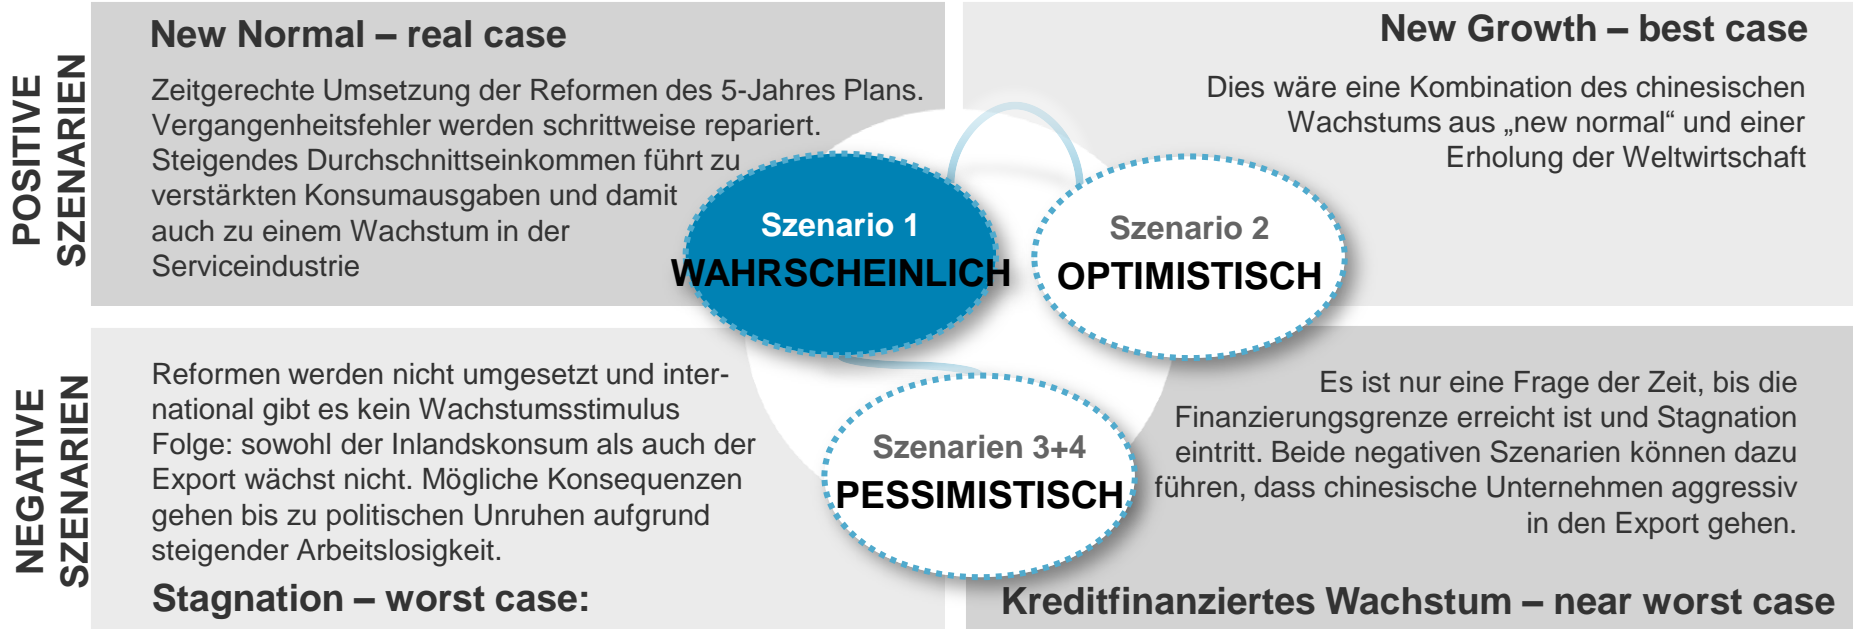 POSITIVE
SZENARIEN
New Normal – real case
Zeitgerechte Umsetzung der Reformen des 5-Jahres Plans.
Vergangenheitsfehler werden schrittweise repariert.
Steigendes Durchschnittseinkommen führt zu
verstärkten Konsumausgaben und damit
auch zu einem Wachstum in der
Serviceindustrie
New Growth – best case
Dies wäre eine Kombination des chinesischen
Wachstums aus „new normal“ und einer
Erholung der Weltwirtschaft
Szenario 1
WAHRSCHEINLICH
Szenario 2
OPTIMISTISCH
NEGATIVE
SZENARIEN
Reformen werden nicht umgesetzt und inter-
national gibt es kein Wachstumsstimulus
Folge: sowohl der Inlandskonsum als auch der
Export wächst nicht. Mögliche Konsequenzen
gehen bis zu politischen Unruhen aufgrund
steigender Arbeitslosigkeit.
Stagnation – worst case:
Szenarien 3+4
PESSIMISTISCH
Es ist nur eine Frage der Zeit, bis die
Finanzierungsgrenze erreicht ist und Stagnation
eintritt. Beide negativen Szenarien können dazu
führen, dass chinesische Unternehmen aggressiv
in den Export gehen.
Kreditfinanziertes Wachstum – near worst case